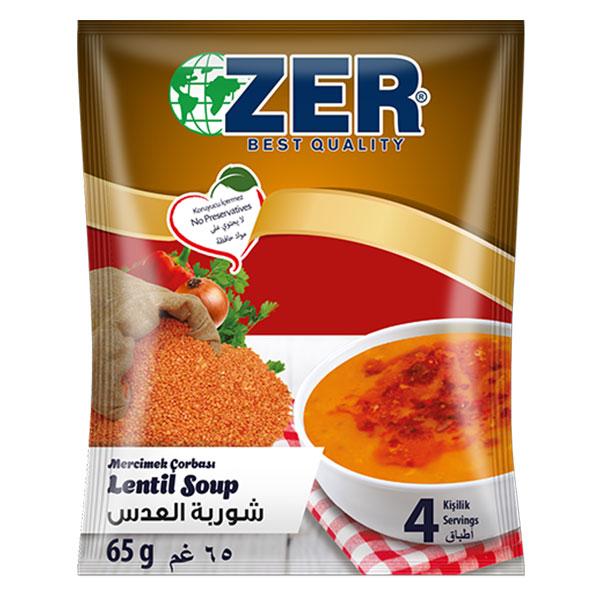 ZER®
BEST QUALITY
Koruyucu İçermez
No Preservatives
لا يحتوي على
مواد حافظة
Mercimek Çorbası
Lentil Soup
شوربة العدس
65 g ٦٥ غم
4
Kişilik
Servings
أطباق